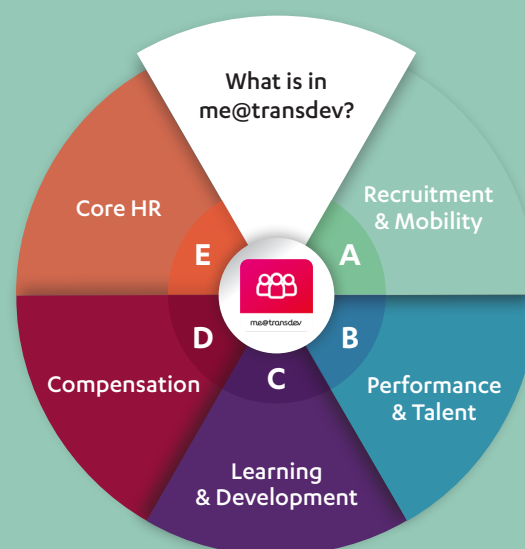 What is in
me@transdev?
Recruitment
& Mobility
A
Performance
& Talent
B
Learning
& Development
C
Compensation
D
Core HR
E
me@transdev